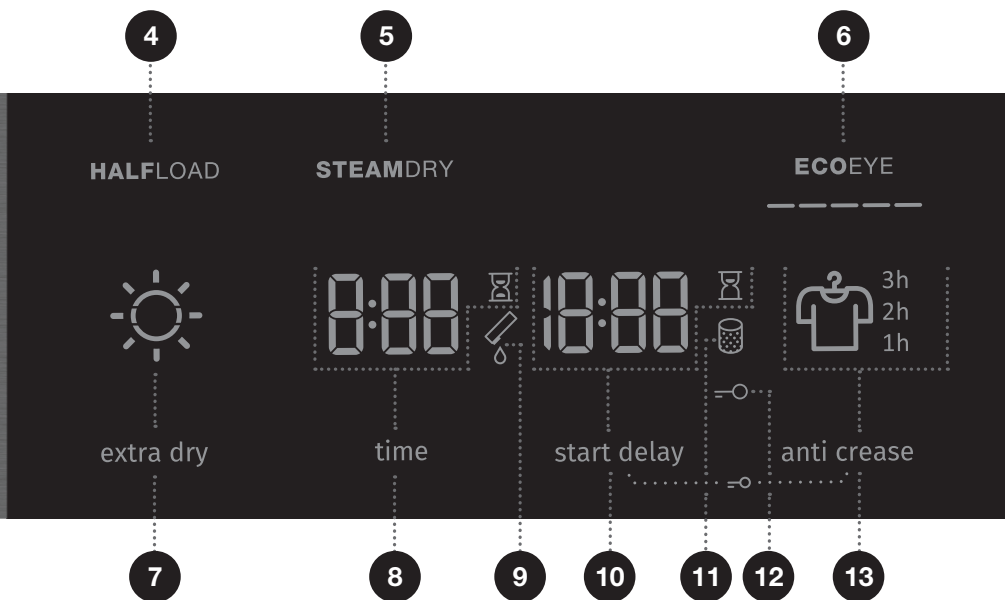 4 5 6
HALFLOAD STEAMDRY ECOEYE
8:88 18:88 3h
2h
1h
extra dry time start delay anti crease
7 8 9 10 11 12 13